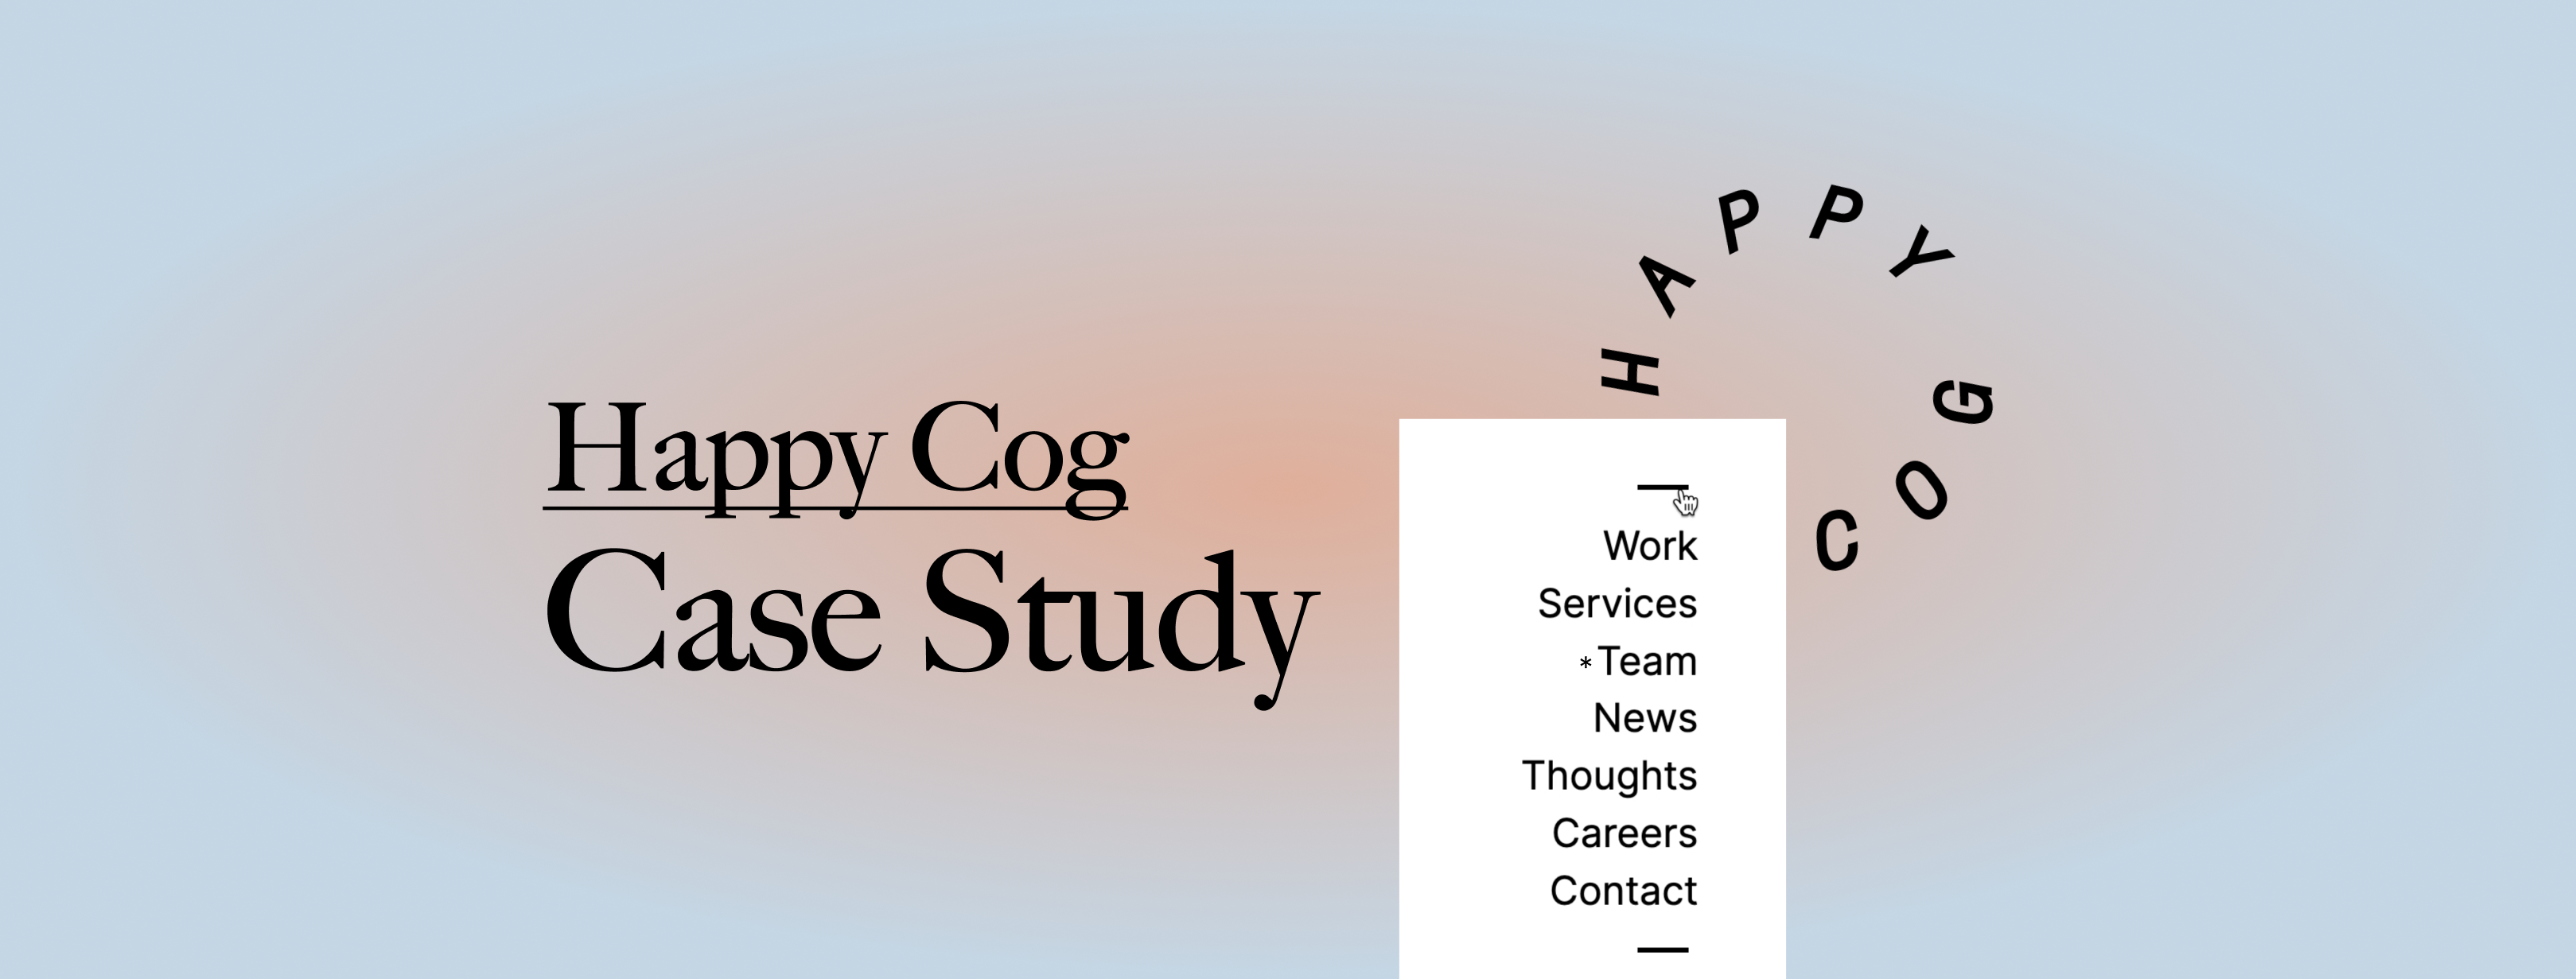 Happy Cog
Case Study
HAPPY
COG
Work
Services
*Team
News
Thoughts
Careers
Contact